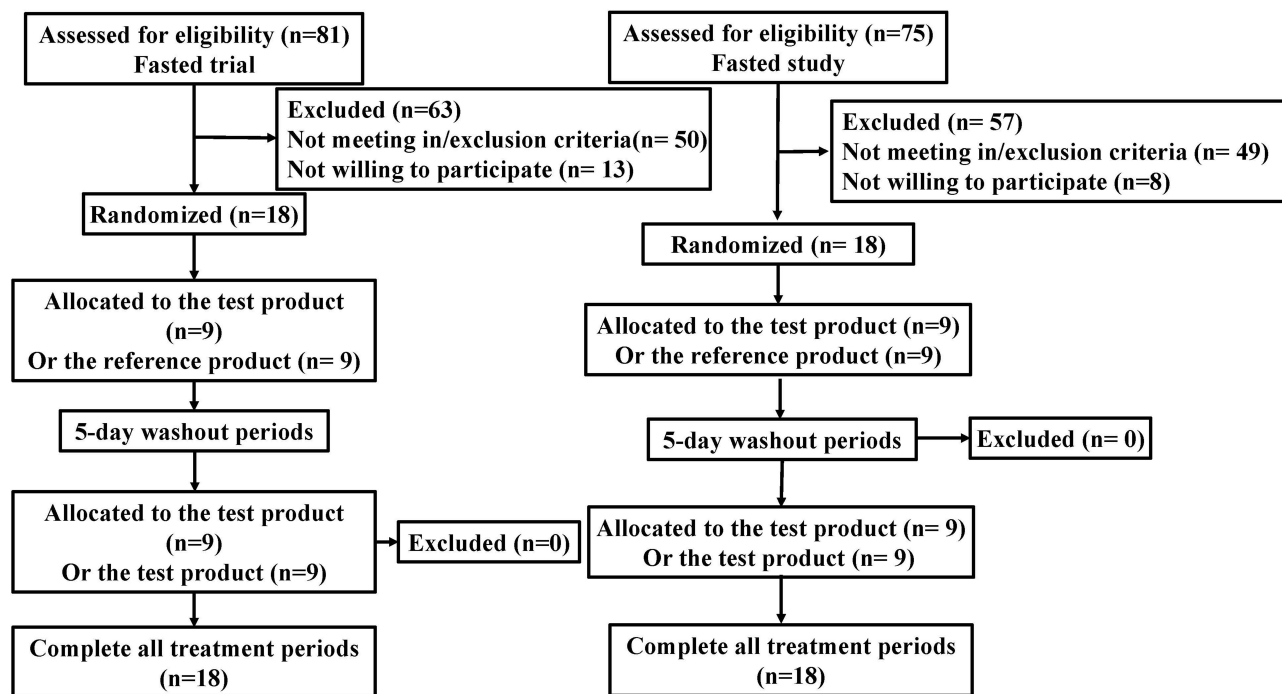 Assessed for eligibility (n=81)
Fasted trial
Excluded (n=63)
Not meeting in/exclusion criteria(n= 50)
Not willing to participate (n= 13)
Randomized (n=18)
Allocated to the test product
(n=9)
Or the reference product (n= 9)
5-day washout periods
Allocated to the test product
(n=9)
Or the test product (n=9)
Excluded (n=0)
Complete all treatment periods
(n=18)
Assessed for eligibility (n=75)
Fasted study
Excluded (n= 57)
Not meeting in/exclusion criteria (n= 49)
Not willing to participate (n=8)
Randomized (n= 18)
Allocated to the test product (n=9)
Or the reference product (n=9)
5-day washout periods
Excluded (n= 0)
Allocated to the test product (n= 9)
Or the test product (n= 9)
Complete all treatment periods
(n=18)